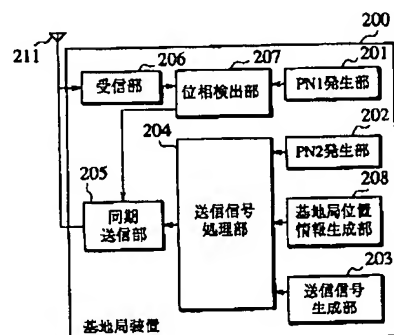 200
211
206
受信部
207
位相検出部
201
PN1発生部
202
PN2発生部
204
送信信号
処理部
205
同期
送信部
208
基地局位置
情報生成部
203
送信信号
生成部
基地局装置